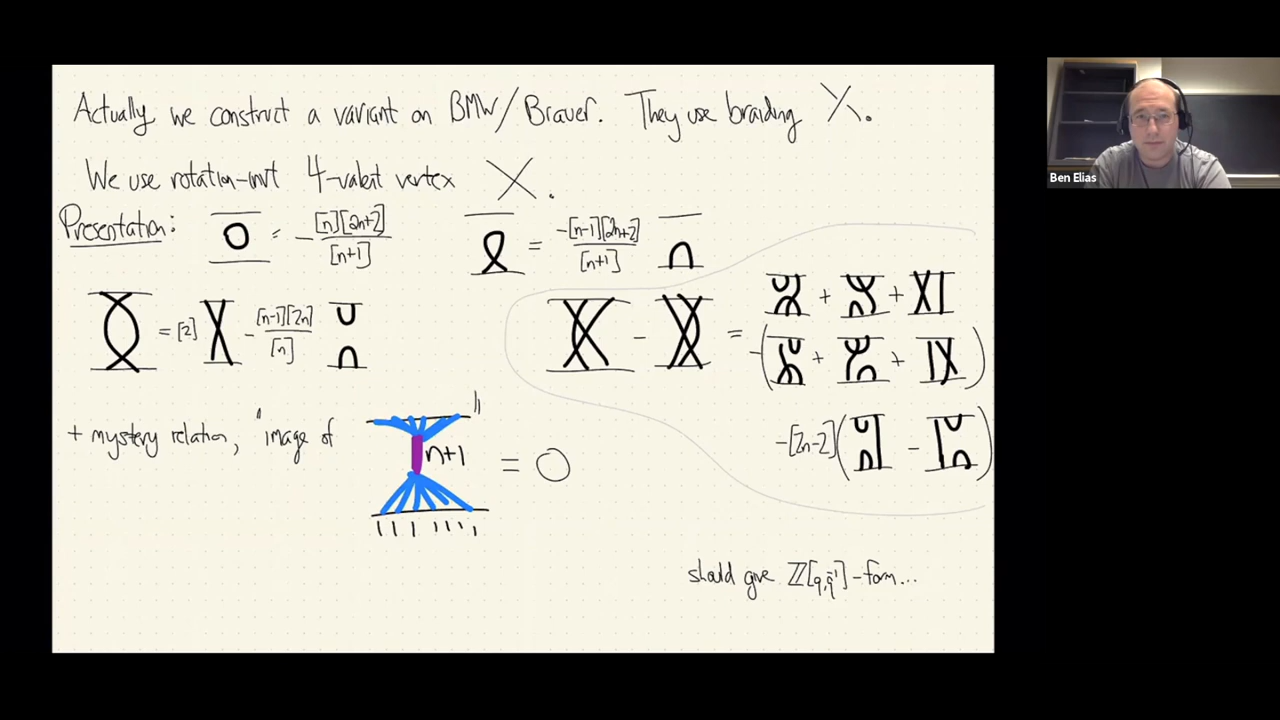 Actually we construct a variant on BMW/Brauer. They use braiding
We use rotation-invt 4-valent vertex
Presentation: = - [n][2n+2]/[n+1] = -[n-1][2n+2]/[n+1]
= [2] - [n-1][2n]/[n]
- = + +
-( + + )
-[2n-2]( - )
+ mystery relation, "image of n+1 = 0 "
should give ℤ[q,q⁻¹]-form...
Ben Elias